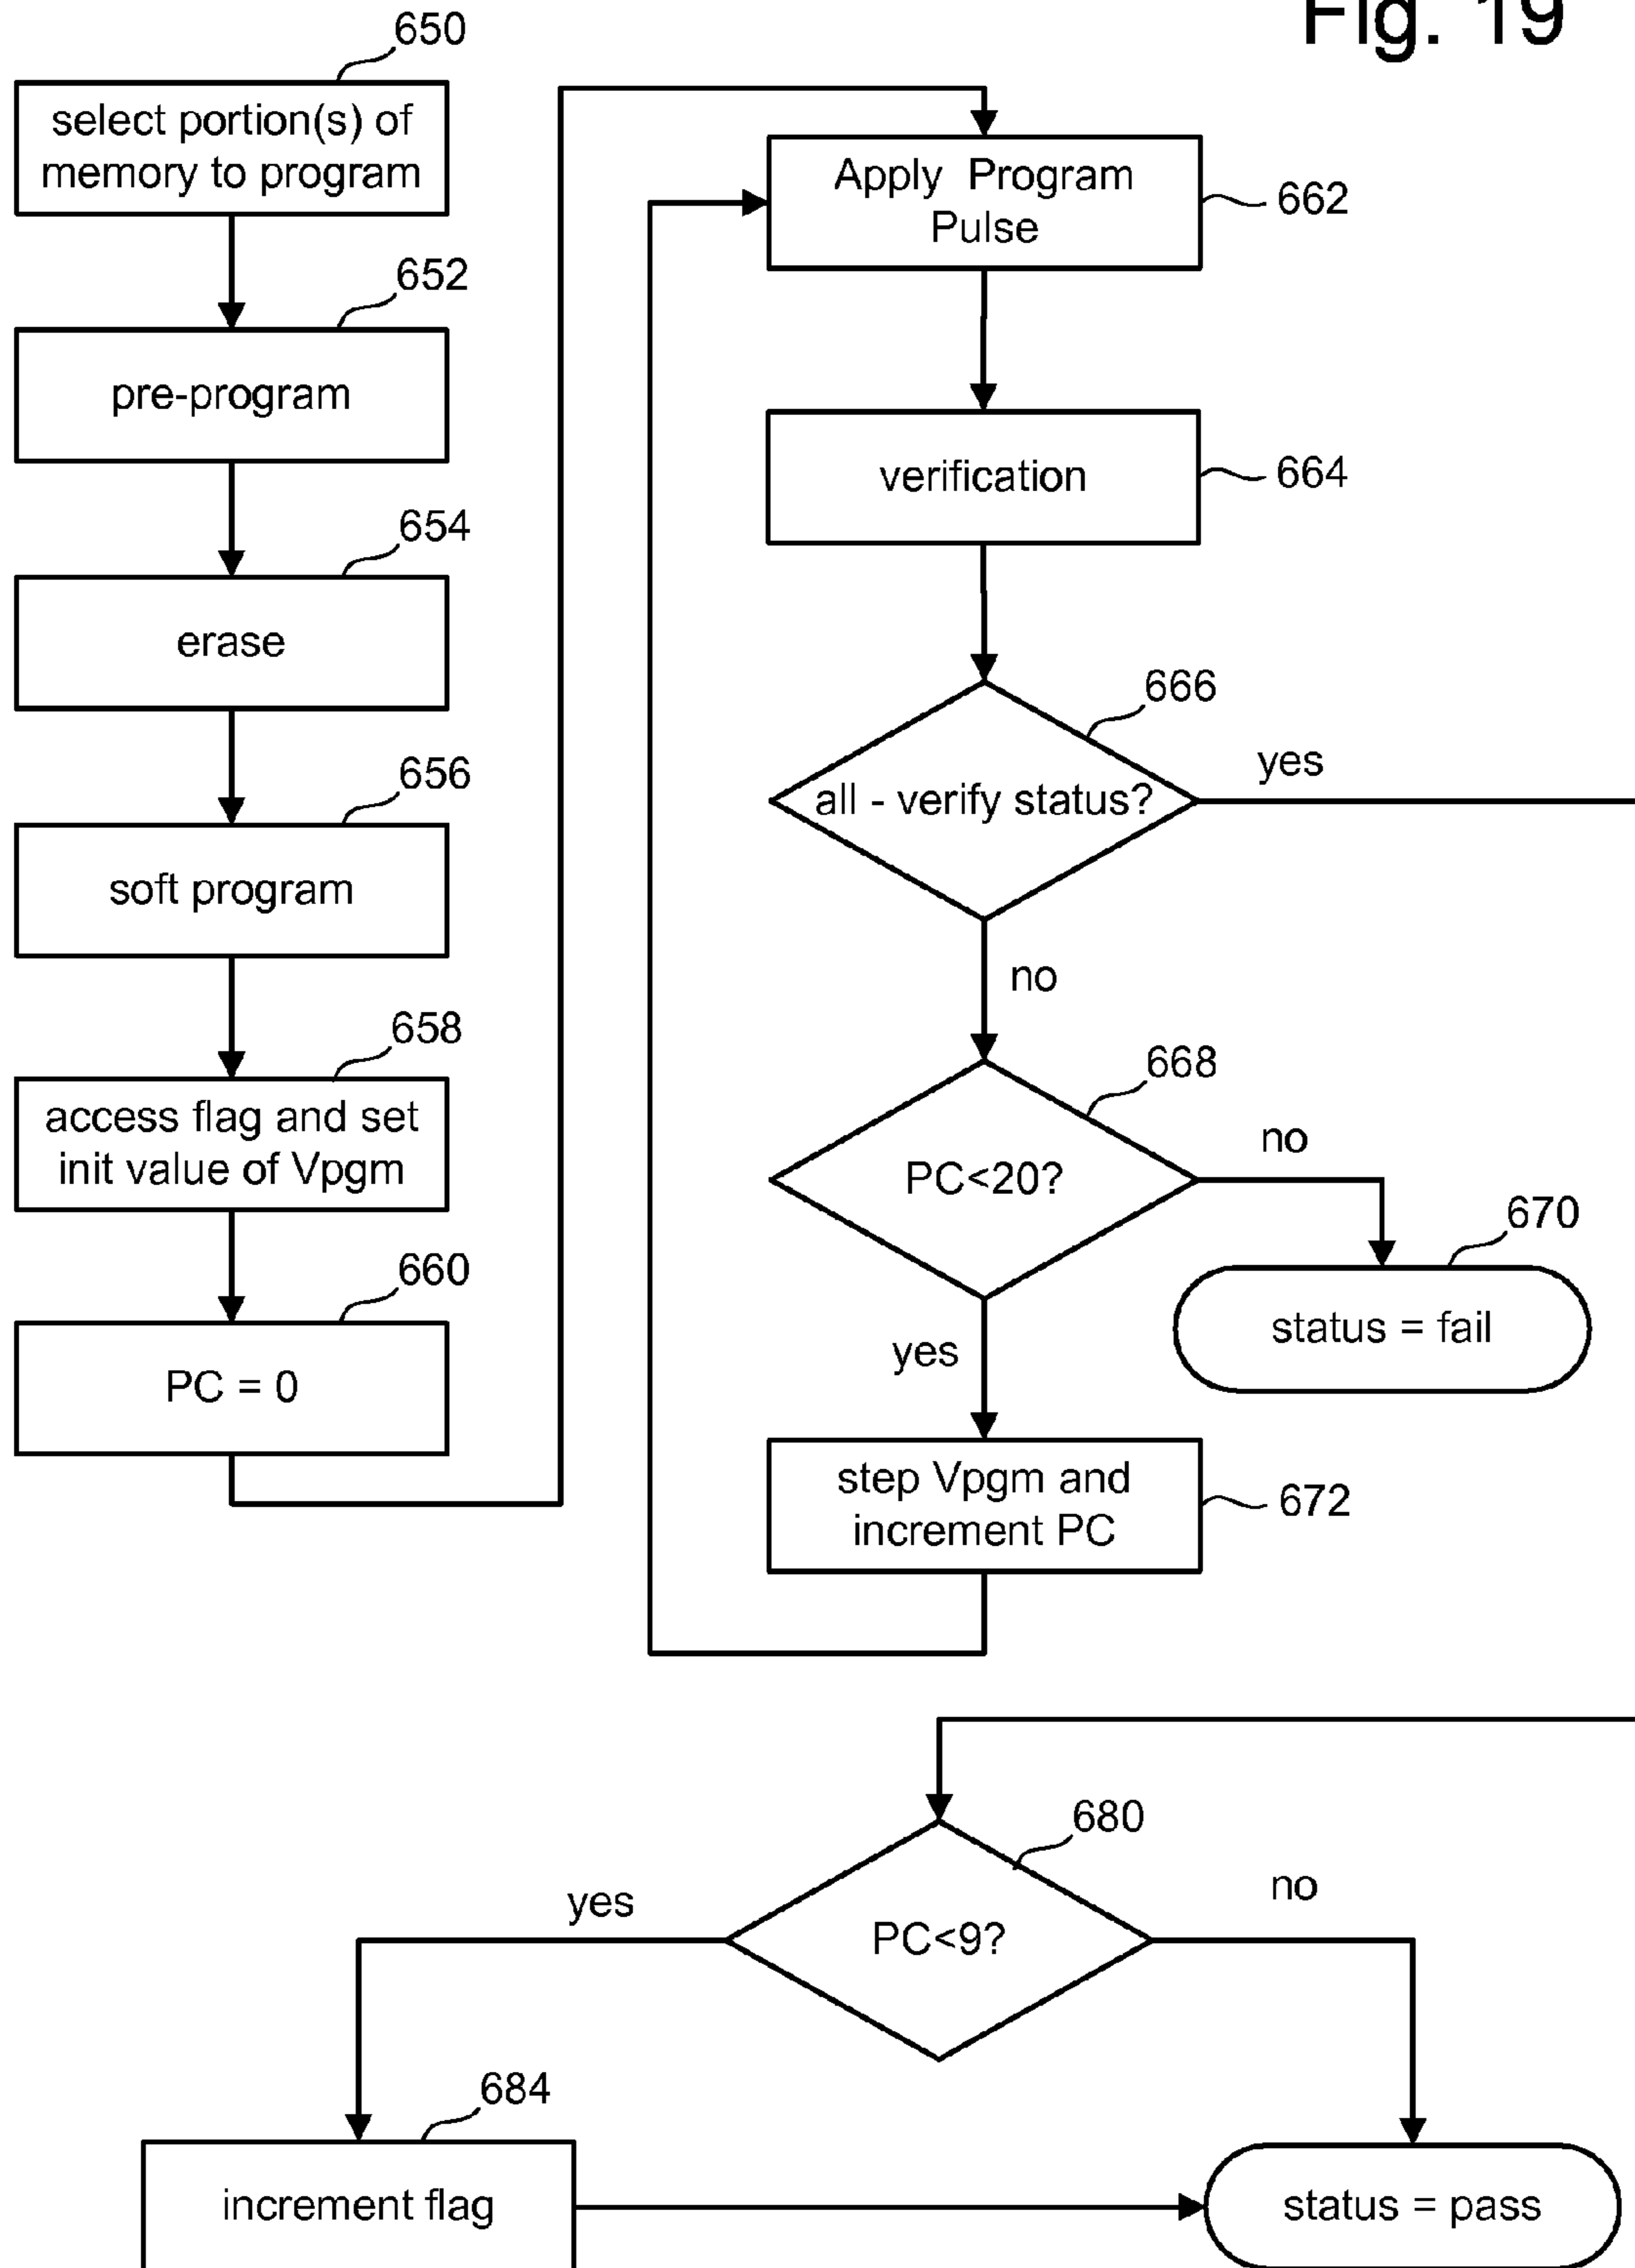 Fig. 19
650
select portion(s) of
memory to program
652
pre-program
654
erase
656
soft program
658
access flag and set
init value of Vpgm
660
PC = 0
Apply Program
Pulse
662
verification
664
666
all - verify status?
yes
no
668
PC<20?
no
670
status = fail
yes
step Vpgm and
increment PC
672
680
PC<9?
yes
no
684
increment flag
status = pass